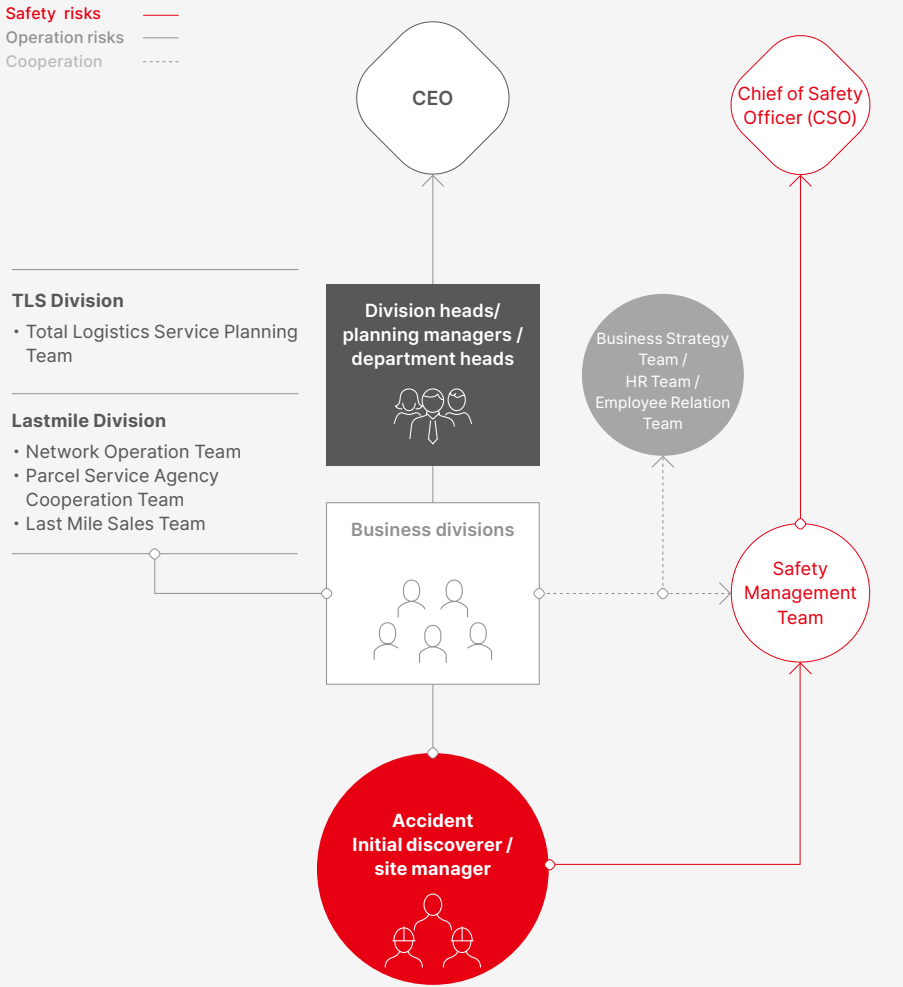 Safety risks
Operation risks
Cooperation
CEO
Chief of Safety
Officer (CSO)
TLS Division
・Total Logistics Service Planning
Team
Lastmile Division
・Network Operation Team
・Parcel Service Agency
Cooperation Team
・Last Mile Sales Team
Division heads/
planning managers /
department heads
Business Strategy
Team /
HR Team /
Employee Relation
Team
Business divisions
Safety
Management
Team
Accident
Initial discoverer /
site manager